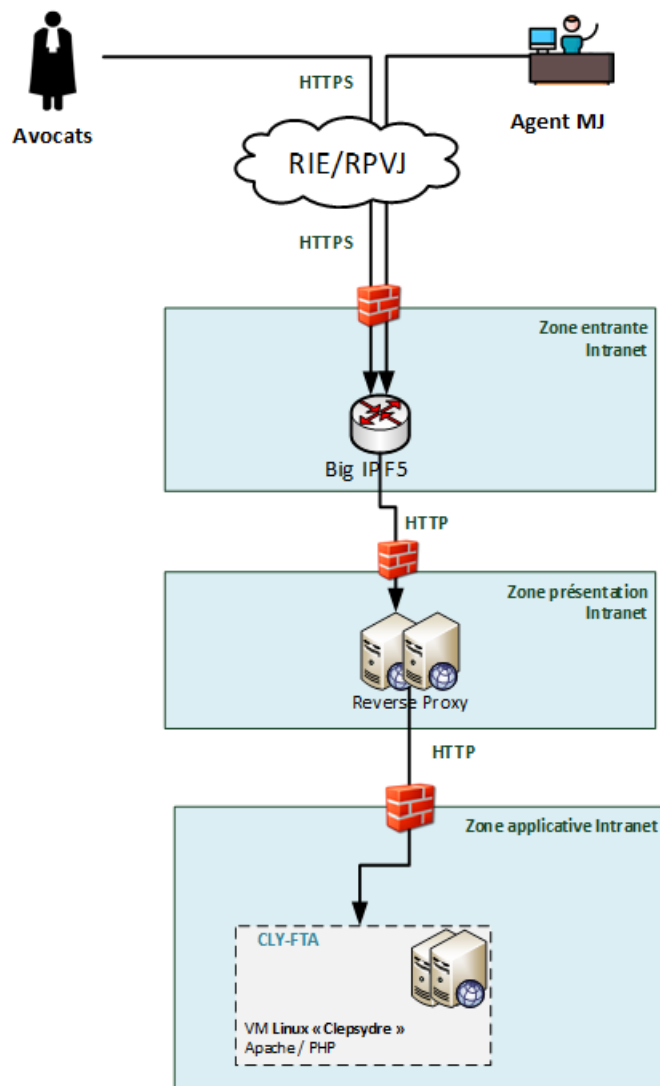 Avocats
Agent MJ
HTTPS
RIE/RPVJ
HTTPS
Zone entrante
Intranet
Big IP F5
HTTP
Zone présentation
Intranet
Reverse Proxy
HTTP
Zone applicative Intranet
CLY-FTA
VM Linux « Clepsydre »
Apache / PHP